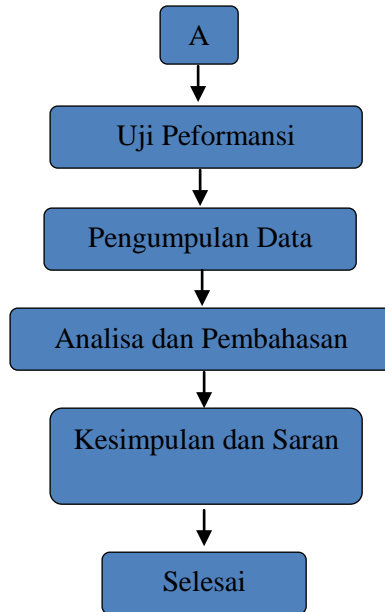 A
Uji Peformansi
Pengumpulan Data
Analisa dan Pembahasan
Kesimpulan dan Saran
Selesai